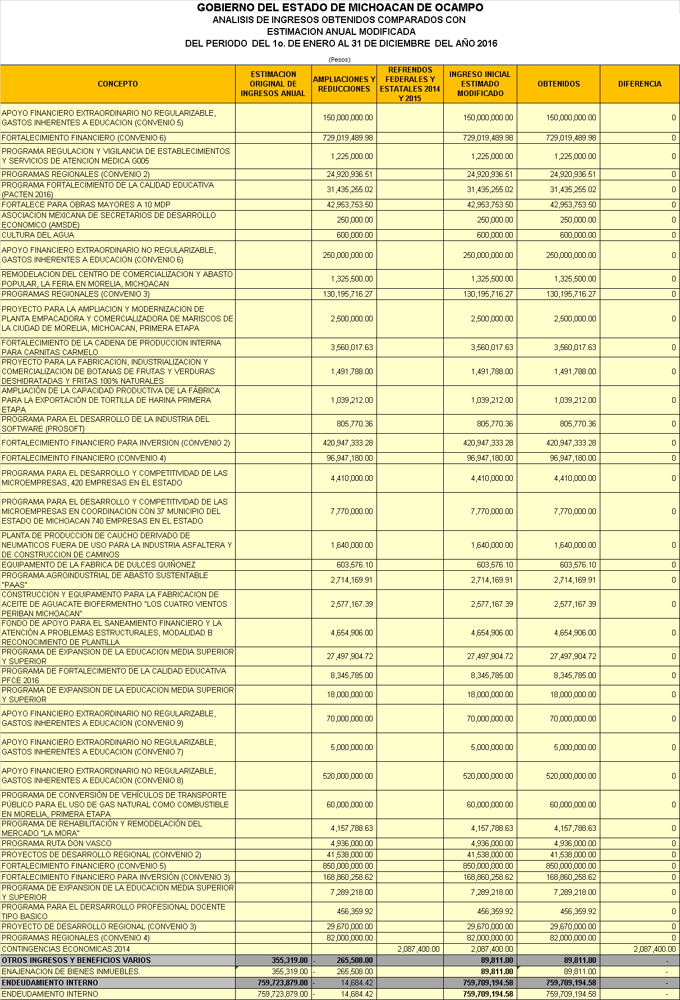 GOBIERNO DEL ESTADO DE MICHOACAN DE OCAMPO
ANALISIS DE INGRESOS OBTENIDOS COMPARADOS CON
ESTIMACION ANUAL MODIFICADA
DEL PERIODO DEL 1o. DE ENERO AL 31 DE DICIEMBRE DEL AÑO 2016
(Pesos)
CONCEPTO
ESTIMACION
ORIGINAL DE
INGRESOS ANUAL
AMPLIACIONES Y
REDUCCIONES
REFRENDOS
FEDERALES Y
ESTATALES 2014
Y 2015
INGRESO INICIAL
ESTIMADO
MODIFICADO
OBTENIDOS
DIFERENCIA
APOYO FINANCIERO EXTRAORDINARIO NO REGULARIZABLE,
GASTOS INHERENTES A EDUCACION (CONVENIO 5)
150,000,000.00 150,000,000.00 150,000,000.00 0
FORTALECIMIENTO FINANCIERO (CONVENIO 6) 729,019,489.98 729,019,489.98 729,019,489.98 0
PROGRAMA REGULACION Y VIGILANCIA DE ESTABLECIMIENTOS
Y SERVICIOS DE ATENCION MEDICA G005
1,225,000.00 1,225,000.00 1,225,000.00 0
PROGRAMAS REGIONALES (CONVENIO 2) 24,920,936.51 24,920,936.51 24,920,936.51 0
PROGRAMA FORTALECIMIENTO DE LA CALIDAD EDUCATIVA
(PACTEN 2016)
31,435,255.02 31,435,255.02 31,435,255.02 0
FORTALECE PARA OBRAS MAYORES A 10 MDP 42,953,753.50 42,953,753.50 42,953,753.50 0
ASOCIACION MEXICANA DE SECRETARIOS DE DESARROLLO
ECONOMICO (AMSDE)
250,000.00 250,000.00 250,000.00 0
CULTURA DEL AGUA 600,000.00 600,000.00 600,000.00 0
APOYO FINANCIERO EXTRAORDINARIO NO REGULARIZABLE,
GASTOS INHERENTES A EDUCACION (CONVENIO 6)
250,000,000.00 250,000,000.00 250,000,000.00 0
REMODELACION DEL CENTRO DE COMERCIALIZACION Y ABASTO
POPULAR, LA FERIA EN MORELIA, MICHOACAN
1,325,500.00 1,325,500.00 1,325,500.00 0
PROGRAMAS REGIONALES (CONVENIO 3) 130,195,716.27 130,195,716.27 130,195,716.27 0
PROYECTO PARA LA AMPLIACION Y MODERNIZACION DE
PLANTA EMPACADORA Y COMERCIALIZADORA DE MARISCOS DE
LA CIUDAD DE MORELIA, MICHOACAN, PRIMERA ETAPA
2,500,000.00 2,500,000.00 2,500,000.00 0
FORTALECIMIENTO DE LA CADENA DE PRODUCCION INTERNA
PARA CARNITAS CARMELO
3,560,017.63 3,560,017.63 3,560,017.63 0
PROYECTO PARA LA FABRICACION, INDUSTRIALIZACION Y
COMERCIALIZACION DE BOTANAS DE FRUTAS Y VERDURAS
DESHIDRATADAS Y FRITAS 100% NATURALES
1,491,788.00 1,491,788.00 1,491,788.00 0
AMPLIACIÓN DE LA CAPACIDAD PRODUCTIVA DE LA FÁBRICA
PARA LA EXPORTACIÓN DE TORTILLA DE HARINA PRIMERA
ETAPA
1,039,212.00 1,039,212.00 1,039,212.00 0
PROGRAMA PARA EL DESARROLLO DE LA INDUSTRIA DEL
SOFTWARE (PROSOFT)
805,770.36 805,770.36 805,770.36 0
FORTALECIMIENTO FINANCIERO PARA INVERSION (CONVENIO 2) 420,947,333.28 420,947,333.28 420,947,333.28 0
FORTALECIMEINTO FINANCIERO (CONVENIO 4) 96,947,180.00 96,947,180.00 96,947,180.00 0
PROGRAMA PARA EL DESARROLLO Y COMPETITIVIDAD DE LAS
MICROEMPRESAS, 420 EMPRESAS EN EL ESTADO
4,410,000.00 4,410,000.00 4,410,000.00 0
PROGRAMA PARA EL DESARROLLO Y COMPETITIVIDAD DE LAS
MICROEMPRESAS EN COORDINACION CON 37 MUNICIPIO DEL
ESTADO DE MICHOACAN 740 EMPRESAS EN EL ESTADO
7,770,000.00 7,770,000.00 7,770,000.00 0
PLANTA DE PRODUCCION DE CAUCHO DERIVADO DE
NEUMATICOS FUERA DE USO PARA LA INDUSTRIA ASFALTERA Y
DE CONSTRUCCION DE CAMINOS
1,640,000.00 1,640,000.00 1,640,000.00 0
EQUIPAMENTO DE LA FABRICA DE DULCES QUIÑONEZ 603,576.10 603,576.10 603,576.10 0
PROGRAMA AGROINDUSTRIAL DE ABASTO SUSTENTABLE
"PAAS"
2,714,169.91 2,714,169.91 2,714,169.91 0
CONSTRUCCION Y EQUIPAMENTO PARA LA FABRICACION DE
ACEITE DE AGUACATE BIOFERMENTHO "LOS CUATRO VIENTOS
PERIBAN MICHOACAN"
2,577,167.39 2,577,167.39 2,577,167.39 0
FONDO DE APOYO PARA EL SANEAMIENTO FINANCIERO Y LA
ATENCIÓN A PROBLEMAS ESTRUCTURALES, MODALIDAD B
RECONOCIMIENTO DE PLANTILLA
4,654,906.00 4,654,906.00 4,654,906.00 0
PROGRAMA DE EXPANSION DE LA EDUCACION MEDIA SUPERIOR
Y SUPERIOR
27,497,904.72 27,497,904.72 27,497,904.72 0
PROGRAMA DE FORTALECIMIENTO DE LA CALIDAD EDUCATIVA
PFCE 2016
8,345,785.00 8,345,785.00 8,345,785.00 0
PROGRAMA DE EXPANSION DE LA EDUCACION MEDIA SUPERIOR
Y SUPERIOR
18,000,000.00 18,000,000.00 18,000,000.00 0
APOYO FINANCIERO EXTRAORDINARIO NO REGULARIZABLE,
GASTOS INHERENTES A EDUCACION (CONVENIO 9)
70,000,000.00 70,000,000.00 70,000,000.00 0
APOYO FINANCIERO EXTRAORDINARIO NO REGULARIZABLE,
GASTOS INHERENTES A EDUCACION (CONVENIO 7)
5,000,000.00 5,000,000.00 5,000,000.00 0
APOYO FINANCIERO EXTRAORDINARIO NO REGULARIZABLE,
GASTOS INHERENTES A EDUCACION (CONVENIO 8)
520,000,000.00 520,000,000.00 520,000,000.00 0
PROGRAMA DE CONVERSIÓN DE VEHÍCULOS DE TRANSPORTE
PÚBLICO PARA EL USO DE GAS NATURAL COMO COMBUSTIBLE
EN MORELIA, PRIMERA ETAPA
60,000,000.00 60,000,000.00 60,000,000.00 0
PROGRAMA DE REHABILITACIÓN Y REMODELACIÓN DEL
MERCADO "LA MORA"
4,157,788.63 4,157,788.63 4,157,788.63 0
PROGRAMA RUTA DON VASCO 4,936,000.00 4,936,000.00 4,936,000.00 0
PROYECTOS DE DESARROLLO REGIONAL (CONVENIO 2) 41,538,000.00 41,538,000.00 41,538,000.00 0
FORTALECIMIENTO FINANCIERO (CONVENIO 5) 850,000,000.00 850,000,000.00 850,000,000.00 0
FORTALECIMIENTO FINANCIERO PARA INVERSIÓN (CONVENIO 3) 168,860,258.62 168,860,258.62 168,860,258.62 0
PROGRAMA DE EXPANSION DE LA EDUCACION MEDIA SUPERIOR
Y SUPERIOR
7,289,218.00 7,289,218.00 7,289,218.00 0
PROGRAMA PARA EL DERSARROLLO PROFESIONAL DOCENTE
TIPO BASICO
456,359.92 456,359.92 456,359.92 0
PROYECTO DE DESARROLLO REGIONAL (CONVENIO 3) 29,670,000.00 29,670,000.00 29,670,000.00 0
PROGRAMAS REGIONALES (CONVENIO 4) 82,000,000.00 82,000,000.00 82,000,000.00 0
CONTINGENCIAS ECONOMICAS 2014 2,087,400.00 2,087,400.00 2,087,400.00
OTROS INGRESOS Y BENEFICIOS VARIOS 355,319.00 - 265,508.00 89,811.00 89,811.00 -
ENAJENACION DE BIENES INMUEBLES. 355,319.00 - 265,508.00 89,811.00 89,811.00 -
ENDEUDAMIENTO INTERNO 759,723,879.00 - 14,684.42 759,709,194.58 759,709,194.58 -
ENDEUDAMIENTO INTERNO 759,723,879.00 - 14,684.42 759,709,194.58 759,709,194.58 -